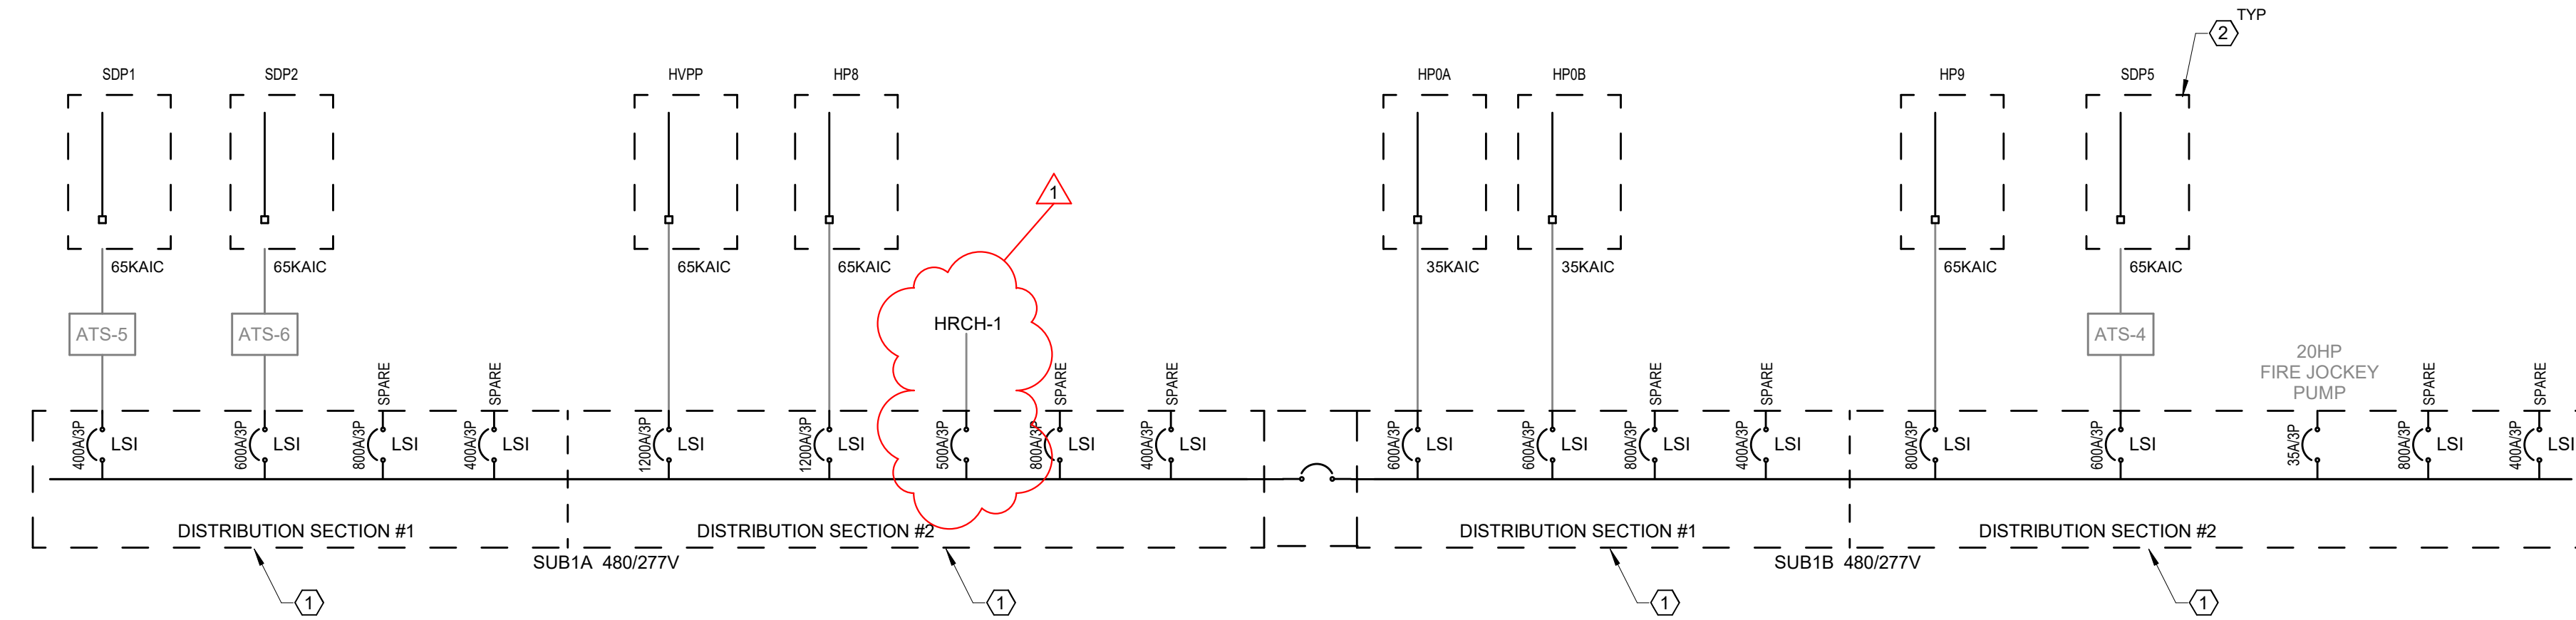 TYP
2
SDP1
SDP2
HVPP
HP8
HP0A
HP0B
HP9
SDP5
1
65KAIC
65KAIC
65KAIC
65KAIC
35KAIC
35KAIC
65KAIC
65KAIC
HRCH-1
ATS-5
ATS-6
ATS-4
20HP
FIRE JOCKEY
PUMP
SPARE
SPARE
SPARE
SPARE
SPARE
SPARE
SPARE
SPARE
400A/3P
LSI
600A/3P
LSI
800A/3P
LSI
400A/3P
LSI
1200A/3P
LSI
1200A/3P
LSI
500A/3P
LSI
800A/3P
LSI
400A/3P
LSI
600A/3P
LSI
600A/3P
LSI
800A/3P
LSI
400A/3P
LSI
800A/3P
LSI
600A/3P
LSI
35A/3P
800A/3P
LSI
400A/3P
LSI
DISTRIBUTION SECTION #1
DISTRIBUTION SECTION #2
DISTRIBUTION SECTION #1
DISTRIBUTION SECTION #2
SUB1A 480/277V
SUB1B 480/277V
1
1
1
1